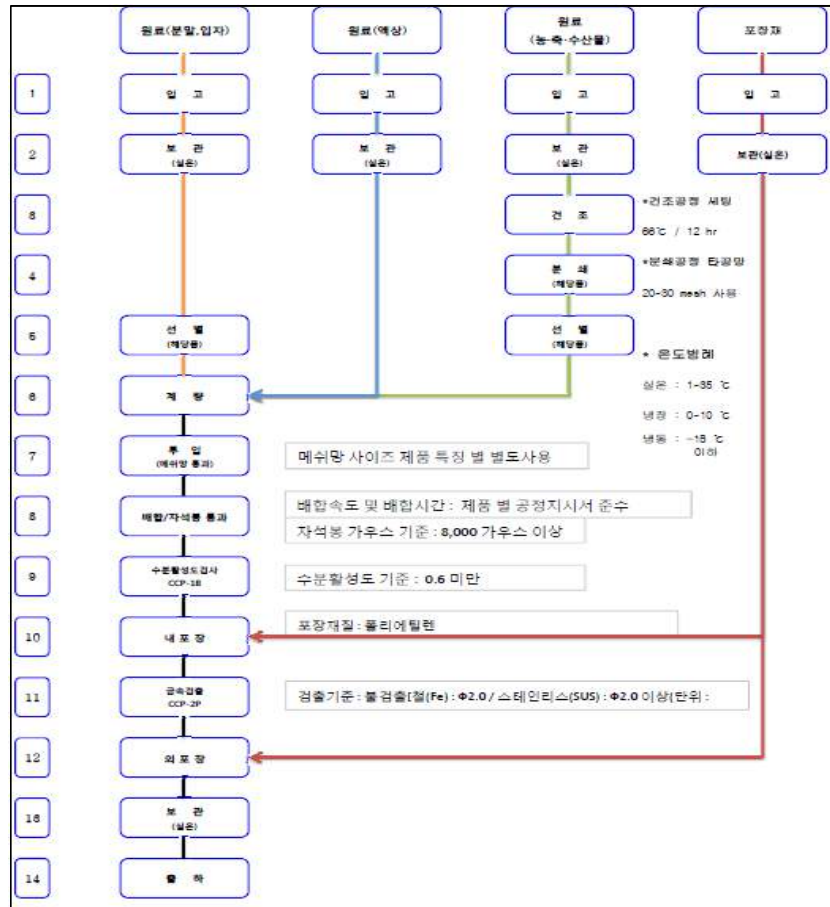 원료(분말,입자)
원료(액상)
원료
(농·축·수산물)
포장재
1
입 고
입 고
입 고
입 고
2
보 관
(실온)
보 관
(실온)
보 관
(실온)
보관(실온)
3
건 조
*건조공정 세팅
/ 12 hr
4
분 쇄
(해당품)
*분쇄공정 타공망
20-30 mesh 사용
5
선 별
(해당품)
선 별
(해당품)
* 온도범례
실온 : 1-35 ℃
냉장 : 0-10 ℃
냉동 : -18 ℃
이하
6
계 량
7
투 입
(메쉬망 통과)
메쉬망 사이즈 제품 특징 별 별도사용
8
배합/자석봉 통과
배합속도 및 배합시간 : 제품 별 공정지시서 준수
자석봉 가우스 기준 : 8,000 가우스 이상
9
수분활성도검사
CCP-1B
수분활성도 기준 : 0.6 미만
10
내 포 장
포장재질 : 폴리에틸렌
11
금속검출
CCP-2P
검출기준 : 불검출[철(Fe) : Φ2.0 / 스테인리스(SUS) : Φ2.0 이상(단위 :
12
외 포 장
13
보 관
(실온)
14
출 하